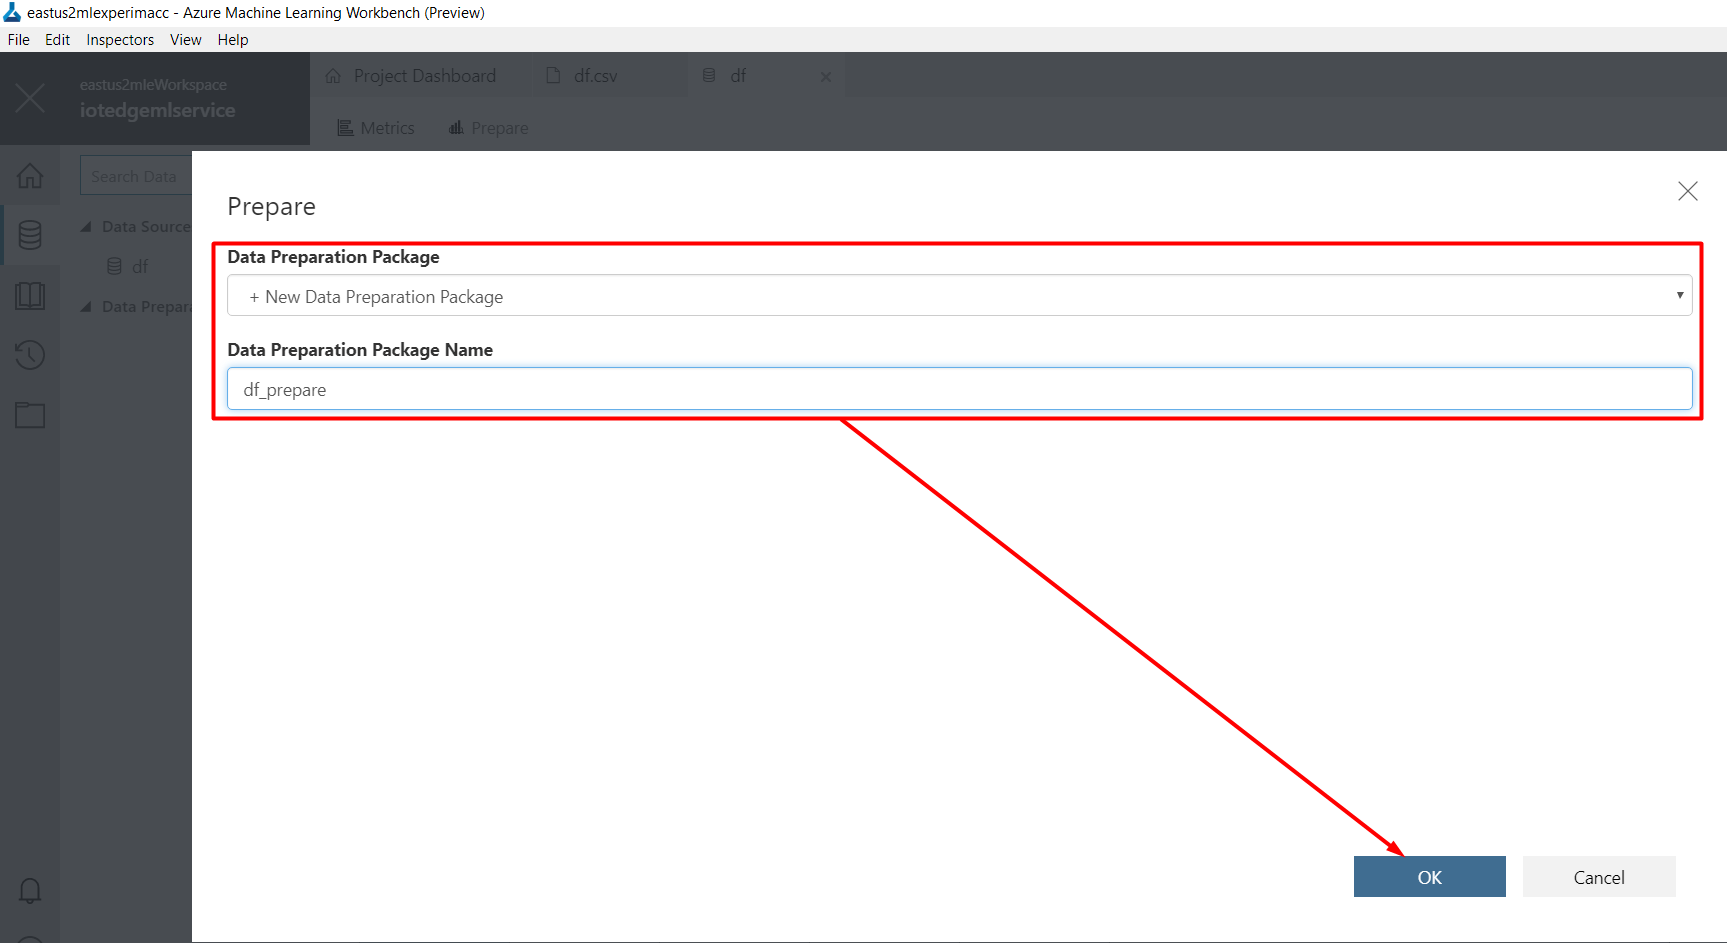 eastus2mlexperimacc - Azure Machine Learning Workbench (Preview)
File Edit Inspectors View Help
eastus2mleWorkspace
iotedgemlservice
Project Dashboard df.csv df
Metrics Prepare
Search Data
Data Source
df
Data Prepar
Prepare
Data Preparation Package
+ New Data Preparation Package
Data Preparation Package Name
df_prepare
OK Cancel